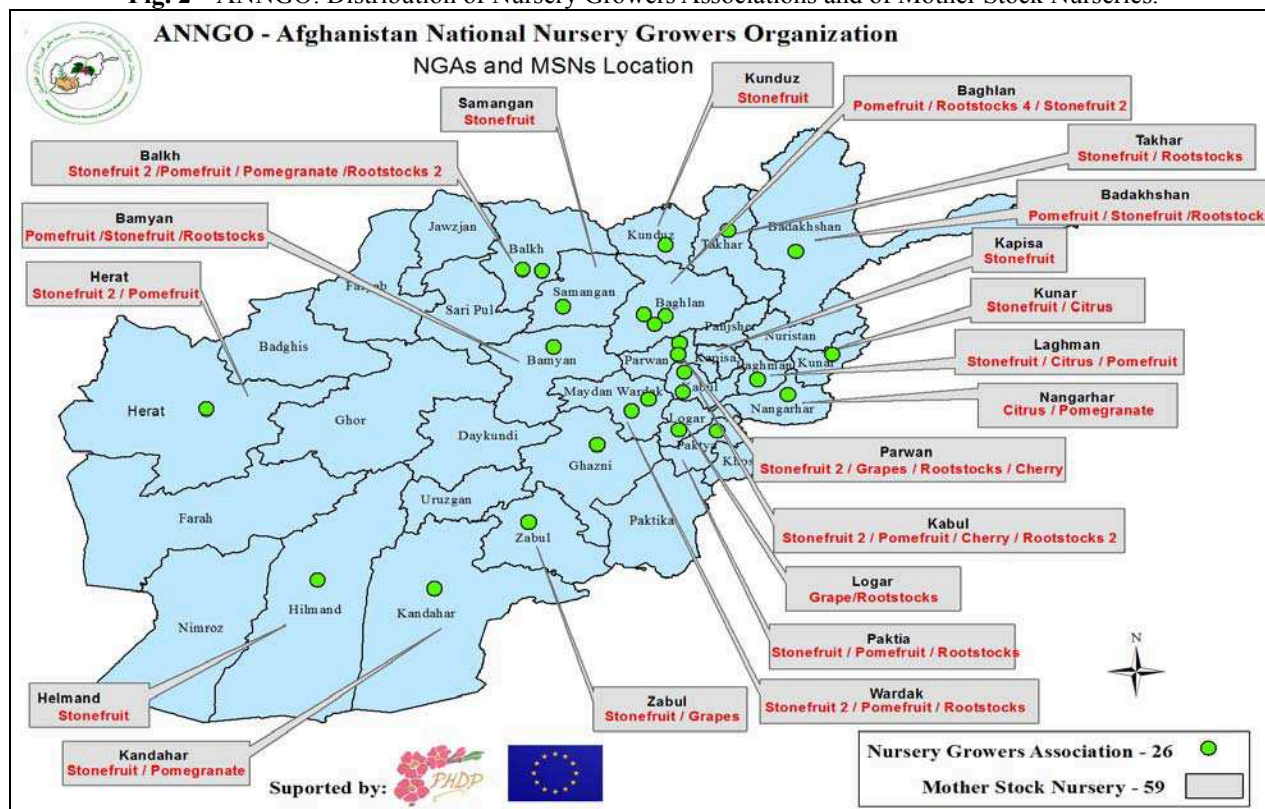 Fig. 2 – ANNGO: Distribution of Nursery Growers Associations and of Mother Stock Nurseries.
ANNGO - Afghanistan National Nursery Growers Organization
NGAs and MSNs Location
Kunduz
Stonefruit
Baghlan
Pomefruit / Rootstocks 4 / Stonefruit 2
Samangan
Stonefruit
Takhar
Stonefruit / Rootstocks
Balkh
Stonefruit 2 /Pomefruit / Pomegranate /Rootstocks 2
Badakhshan
Pomefruit / Stonefruit /Rootstock
Bamyan
Pomefruit /Stonefruit /Rootstocks
Kapisa
Stonefruit
Herat
Stonefruit 2 / Pomefruit
Kunar
Stonefruit / Citrus
Laghman
Stonefruit / Citrus / Pomefruit
Nangarhar
Citrus / Pomegranate
Parwan
Stonefruit 2 / Grapes / Rootstocks / Cherry
Kabul
Stonefruit 2 / Pomefruit / Cherry / Rootstocks 2
Logar
Grape/Rootstocks
Paktia
Stonefruit / Pomefruit / Rootstocks
Wardak
Stonefruit 2 / Pomefruit / Rootstocks
Zabul
Stonefruit / Grapes
Helmand
Stonefruit
Kandahar
Stonefruit / Pomegranate
Jawzjan
Balkh
Kunduz
Takhar
Badakhshan
Faryab
Sari Pul
Samangan
Baghlan
Panjsher
Nuristan
Badghis
Bamyan
Parwan
Kapisa
Laghman
Kunar
Herat
Ghor
Maydan Wardak
Kabul
Nangarhar
Daykundi
Logar
Paktya
Khost
Ghazni
Farah
Uruzgan
Zabul
Paktika
Nimroz
Hilmand
Kandahar
N
Suported by:
PHDP
Nursery Growers Association - 26
Mother Stock Nursery - 59